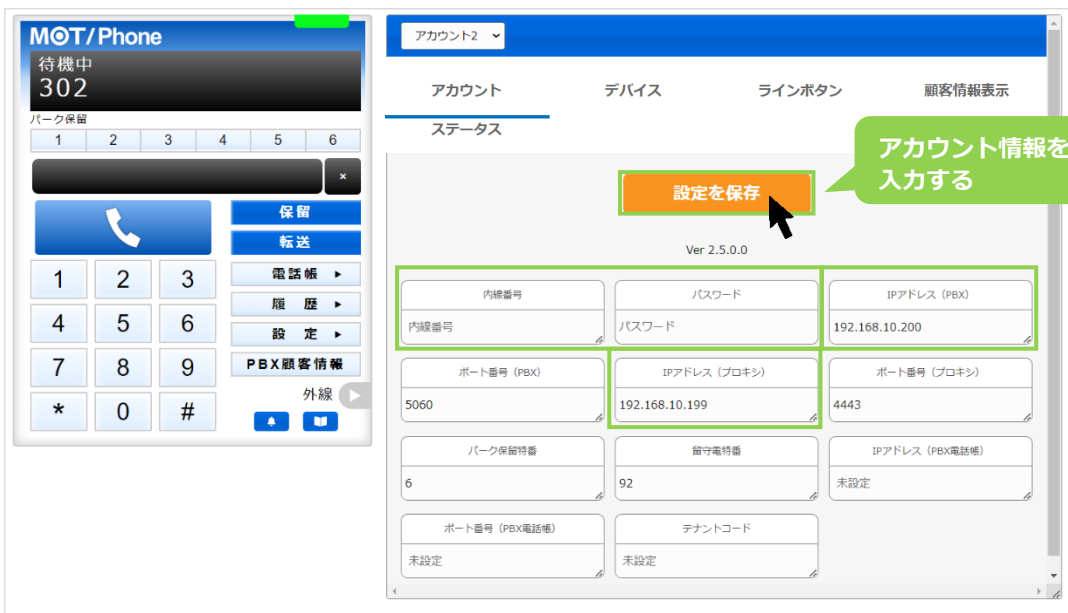 MOT/Phone
待機中
302
パーク保留
1 2 3 4 5 6
×
保留
転送
1 2 3
電話帳 ▶
履 歴 ▶
4 5 6
設 定 ▶
7 8 9
PBX顧客情報
外線
* 0 #
アカウント2
アカウント デバイス ラインボタン 顧客情報表示
ステータス
アカウント情報を
入力する
設定を保存
Ver 2.5.0.0
内線番号 パスワード IPアドレス（PBX）
内線番号 パスワード 192.168.10.200
ポート番号（PBX） IPアドレス（プロキシ） ポート番号（プロキシ）
5060 192.168.10.199 4443
パーク保留特番 留守電特番 IPアドレス（PBX電話帳）
6 92 未設定
ポート番号（PBX電話帳） テナントコード
未設定 未設定